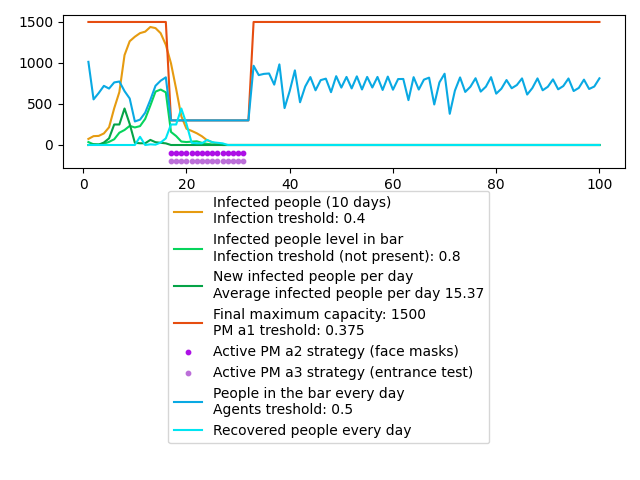 1500
1000
500
0
0 20 40 60 80 100
Infected people (10 days)
Infection treshold: 0.4
Infected people level in bar
Infection treshold (not present): 0.8
New infected people per day
Average infected people per day 15.37
Final maximum capacity: 1500
PM a1 treshold: 0.375
Active PM a2 strategy (face masks)
Active PM a3 strategy (entrance test)
People in the bar every day
Agents treshold: 0.5
Recovered people every day